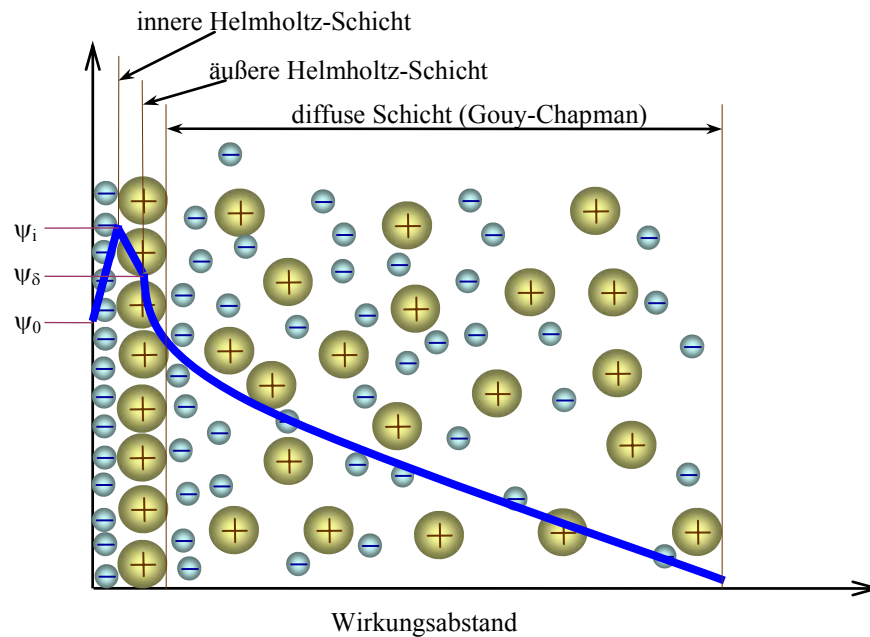 innere Helmholtz-Schicht
äußere Helmholtz-Schicht
diffuse Schicht (Gouy-Chapman)
ψi
ψδ
ψ0
Wirkungsabstand